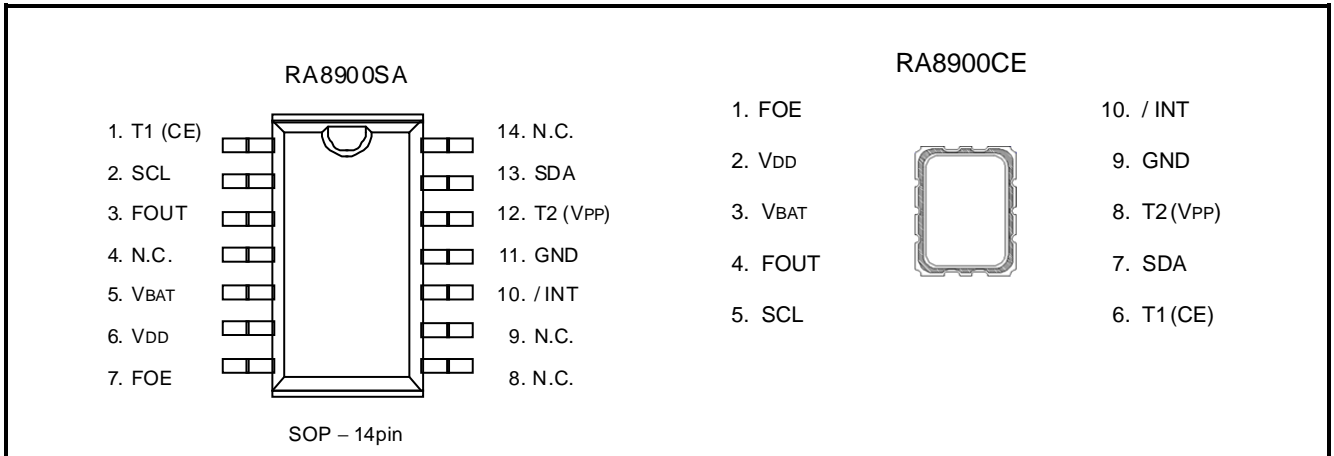 RA8900SA
1. T1 (CE)
2. SCL
3. FOUT
4. N.C.
5. VBAT
6. VDD
7. FOE
14. N.C.
13. SDA
12. T2 (VPP)
11. GND
10. / INT
9. N.C.
8. N.C.
SOP – 14pin
RA8900CE
1. FOE
2. VDD
3. VBAT
4. FOUT
5. SCL
10. / INT
9. GND
8. T2 (VPP)
7. SDA
6. T1 (CE)